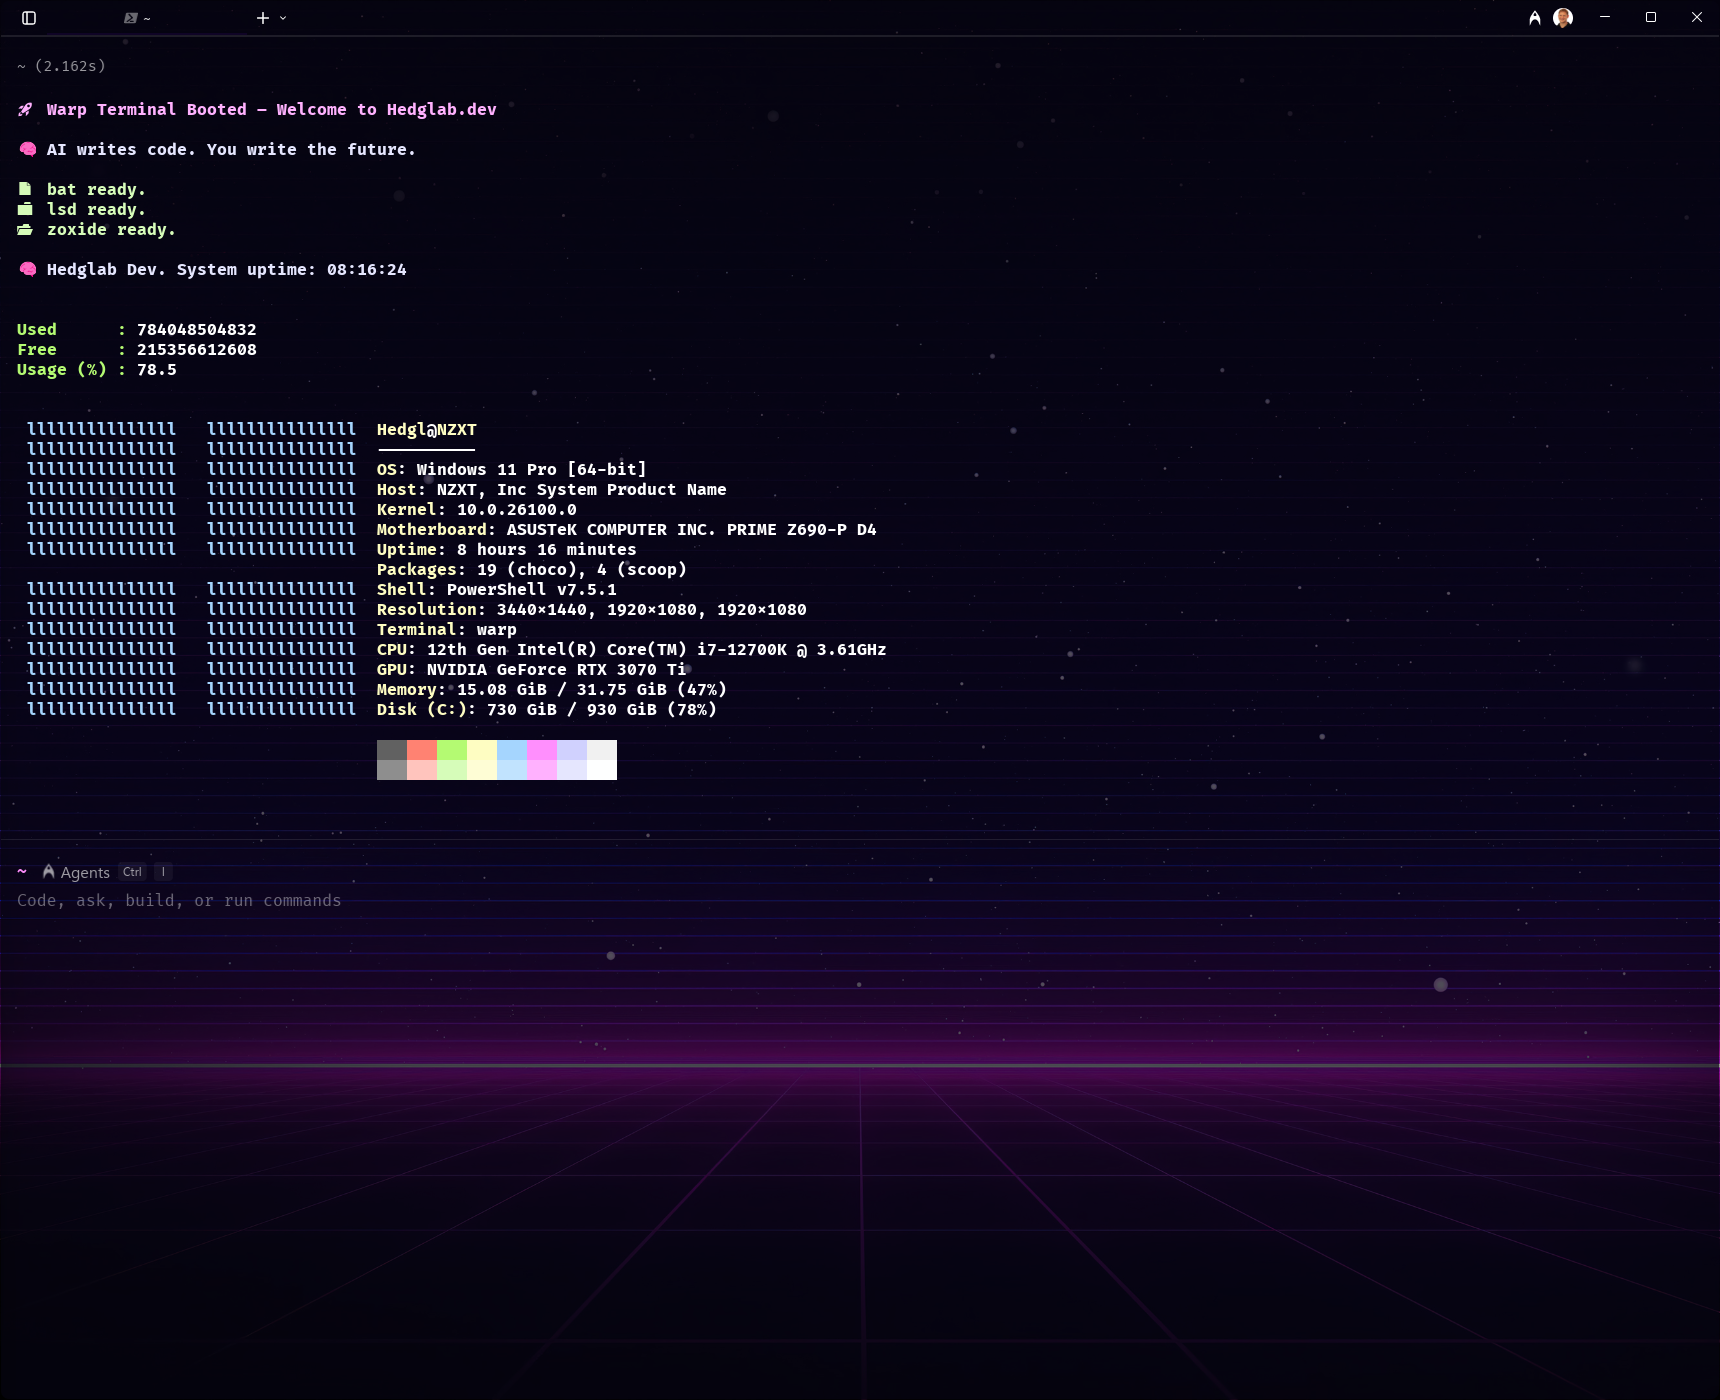 ~
~ (2.162s)
Warp Terminal Booted — Welcome to Hedglab.dev
AI writes code. You write the future.
bat ready.
lsd ready.
zoxide ready.
Hedglab Dev. System uptime: 08:16:24
Used : 784048504832
Free : 215356612608
Usage (%) : 78.5
lllllllllllllll lllllllllllllll Hedgl@NZXT
lllllllllllllll lllllllllllllll ──────────
lllllllllllllll lllllllllllllll OS: Windows 11 Pro [64-bit]
lllllllllllllll lllllllllllllll Host: NZXT, Inc System Product Name
lllllllllllllll lllllllllllllll Kernel: 10.0.26100.0
lllllllllllllll lllllllllllllll Motherboard: ASUSTeK COMPUTER INC. PRIME Z690-P D4
lllllllllllllll lllllllllllllll Uptime: 8 hours 16 minutes
Packages: 19 (choco), 4 (scoop)
lllllllllllllll lllllllllllllll Shell: PowerShell v7.5.1
lllllllllllllll lllllllllllllll Resolution: 3440×1440, 1920×1080, 1920×1080
lllllllllllllll lllllllllllllll Terminal: warp
lllllllllllllll lllllllllllllll CPU: 12th Gen Intel(R) Core(TM) i7-12700K @ 3.61GHz
lllllllllllllll lllllllllllllll GPU: NVIDIA GeForce RTX 3070 Ti
lllllllllllllll lllllllllllllll Memory: 15.08 GiB / 31.75 GiB (47%)
lllllllllllllll lllllllllllllll Disk (C:): 730 GiB / 930 GiB (78%)
~ Agents Ctrl I
Code, ask, build, or run commands